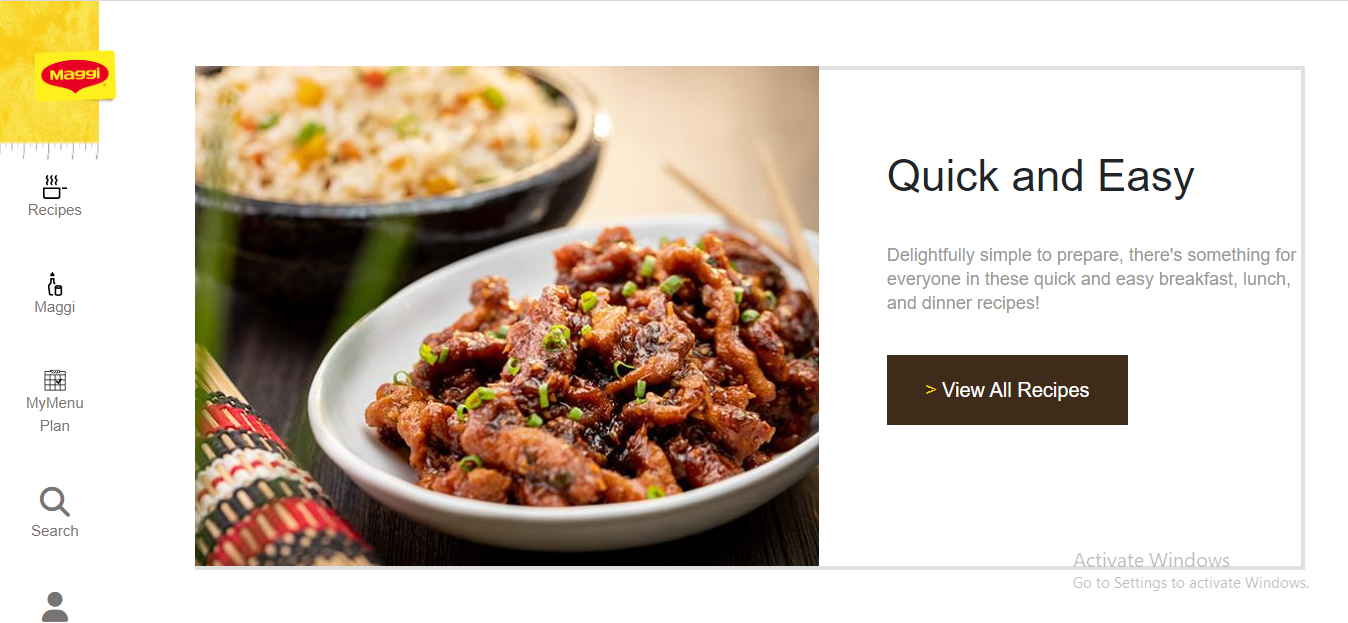 Maggi
Recipes
Maggi
MyMenu
Plan
Search
Quick and Easy
Delightfully simple to prepare, there's something for
everyone in these quick and easy breakfast, lunch,
and dinner recipes!
> View All Recipes
Activate Windows
Go to Settings to activate Windows.